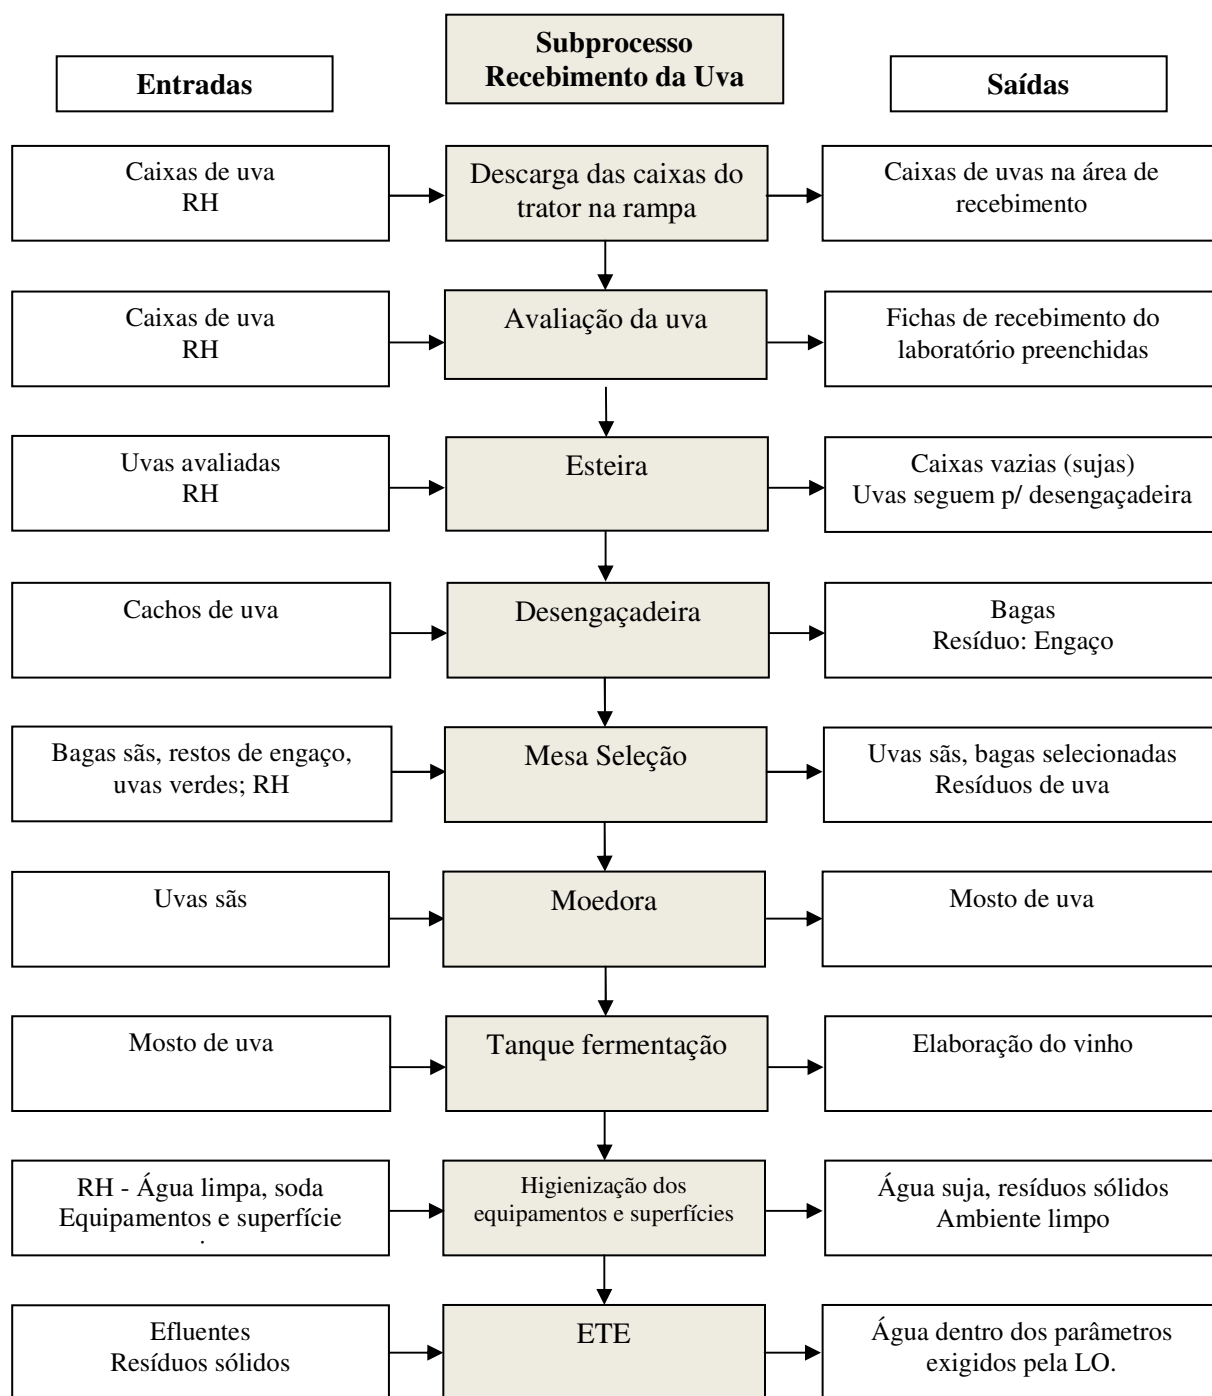 Subprocesso
Recebimento da Uva
Entradas
Saídas
Caixas de uva
RH
Descarga das caixas do
trator na rampa
Caixas de uvas na área de
recebimento
Caixas de uva
RH
Avaliação da uva
Fichas de recebimento do
laboratório preenchidas
Uvas avaliadas
RH
Esteira
Caixas vazias (sujas)
Uvas seguem p/ desengaçadeira
Cachos de uva
Desengaçadeira
Bagas
Resíduo: Engaço
Bagas sãs, restos de engaço,
uvas verdes; RH
Mesa Seleção
Uvas sãs, bagas selecionadas
Resíduos de uva
Uvas sãs
Moedora
Mosto de uva
Mosto de uva
Tanque fermentação
Elaboração do vinho
RH - Água limpa, soda
Equipamentos e superfície
.
Higienização dos
equipamentos e superfícies
Água suja, resíduos sólidos
Ambiente limpo
Efluentes
Resíduos sólidos
ETE
Água dentro dos parâmetros
exigidos pela LO.